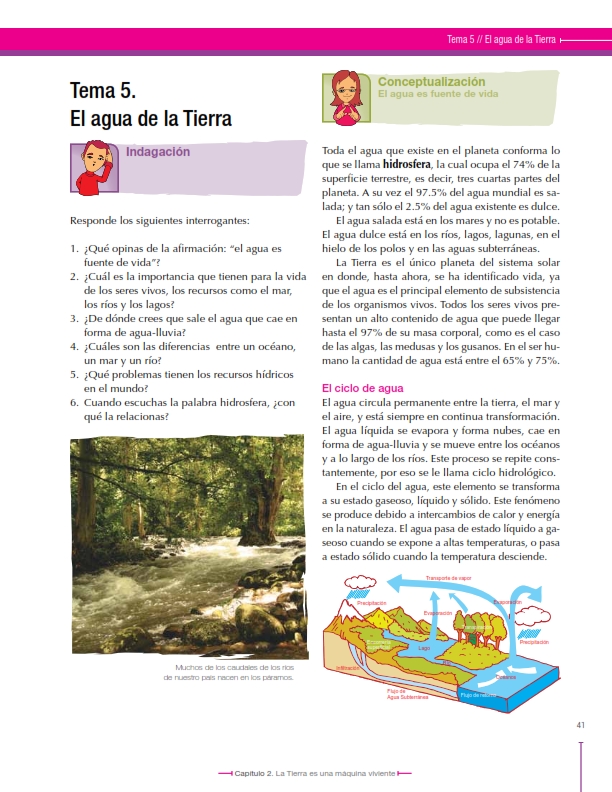 Tema 5 // El agua de la Tierra
Tema 5.
El agua de la Tierra
Indagación
Responde los siguientes interrogantes:
1. ¿Qué opinas de la afirmación: “el agua es
fuente de vida”?
2. ¿Cuál es la importancia que tienen para la vida
de los seres vivos, los recursos como el mar,
los ríos y los lagos?
3. ¿De dónde crees que sale el agua que cae en
forma de agua-lluvia?
4. ¿Cuáles son las diferencias entre un océano,
un mar y un río?
5. ¿Qué problemas tienen los recursos hídricos
en el mundo?
6. Cuando escuchas la palabra hidrosfera, ¿con
qué la relacionas?
Muchos de los caudales de los ríos
de nuestro país nacen en los páramos.
Conceptualización
El agua es fuente de vida
Toda el agua que existe en el planeta conforma lo
que se llama hidrosfera, la cual ocupa el 74% de la
superficie terrestre, es decir, tres cuartas partes del
planeta. A su vez el 97.5% del agua mundial es sa-
lada; y tan sólo el 2.5% del agua existente es dulce.
El agua salada está en los mares y no es potable.
El agua dulce está en los ríos, lagos, lagunas, en el
hielo de los polos y en las aguas subterráneas.
La Tierra es el único planeta del sistema solar
en donde, hasta ahora, se ha identificado vida, ya
que el agua es el principal elemento de subsistencia
de los organismos vivos. Todos los seres vivos pre-
sentan un alto contenido de agua que puede llegar
hasta el 97% de su masa corporal, como es el caso
de las algas, las medusas y los gusanos. En el ser hu-
mano la cantidad de agua está entre el 65% y 75%.
El ciclo de agua
El agua circula permanente entre la tierra, el mar y
el aire, y está siempre en continua transformación.
El agua líquida se evapora y forma nubes, cae en
forma de agua-lluvia y se mueve entre los océanos
y a lo largo de los ríos. Este proceso se repite cons-
tantemente, por eso se le llama ciclo hidrológico.
En el ciclo del agua, este elemento se transforma
a su estado gaseoso, líquido y sólido. Este fenómeno
se produce debido a intercambios de calor y energía
en la naturaleza. El agua pasa de estado líquido a ga-
seoso cuando se expone a altas temperaturas, o pasa
a estado sólido cuando la temperatura desciende.
Transporte de vapor
Precipitación
Evaporación
Evaporación
Precipitación
Lago
Infiltración
Océanos
Flujo de
Agua Subterránea
Flujo de
41
Capítulo 2. La Tierra es una máquina viviente